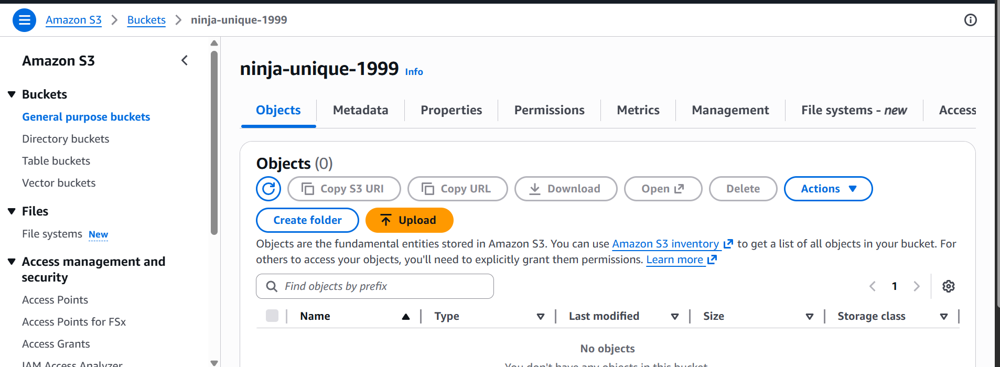 Amazon S3 > Buckets > ninja-unique-1999
Amazon S3
Buckets
General purpose buckets
Directory buckets
Table buckets
Vector buckets
Files
File systems New
Access management and
security
Access Points
Access Points for FSx
Access Grants
IAM Access Analyzer
ninja-unique-1999 Info
Objects Metadata Properties Permissions Metrics Management File systems - new Access
Objects (0)
Copy S3 URI Copy URL Download Open Delete Actions
Create folder Upload
Objects are the fundamental entities stored in Amazon S3. You can use Amazon S3 inventory to get a list of all objects in your bucket. For
others to access your objects, you'll need to explicitly grant them permissions. Learn more
Find objects by prefix
1
Name Type Last modified Size Storage class
No objects
You don't have any objects in this bucket.